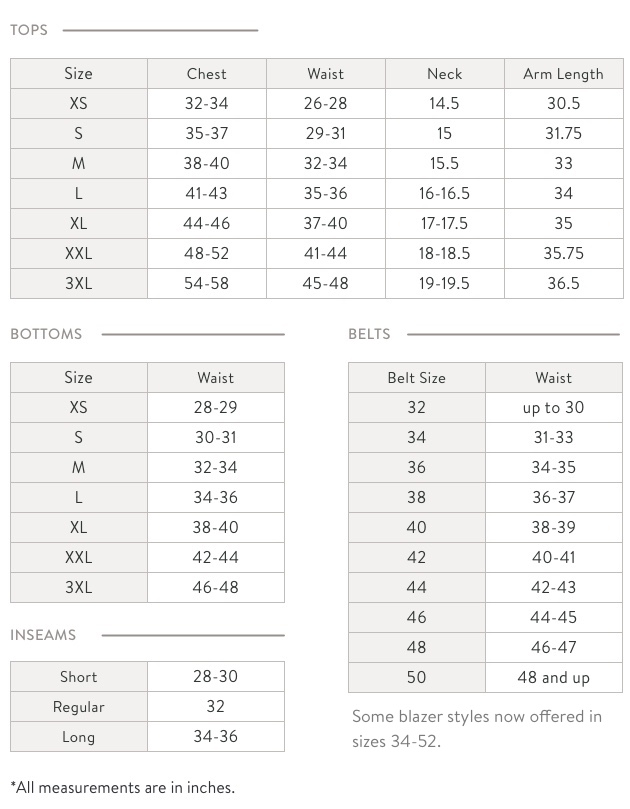 TOPS
Size Chest Waist Neck Arm Length
XS 32-34 26-28 14.5 30.5
S 35-37 29-31 15 31.75
M 38-40 32-34 15.5 33
L 41-43 35-36 16-16.5 34
XL 44-46 37-40 17-17.5 35
XXL 48-52 41-44 18-18.5 35.75
3XL 54-58 45-48 19-19.5 36.5
BOTTOMS
Size Waist
XS 28-29
S 30-31
M 32-34
L 34-36
XL 38-40
XXL 42-44
3XL 46-48
INSEAMS
Short 28-30
Regular 32
Long 34-36
BELTS
Belt Size Waist
32 up to 30
34 31-33
36 34-35
38 36-37
40 38-39
42 40-41
44 42-43
46 44-45
48 46-47
50 48 and up
Some blazer styles now offered in
sizes 34-52.
*All measurements are in inches.